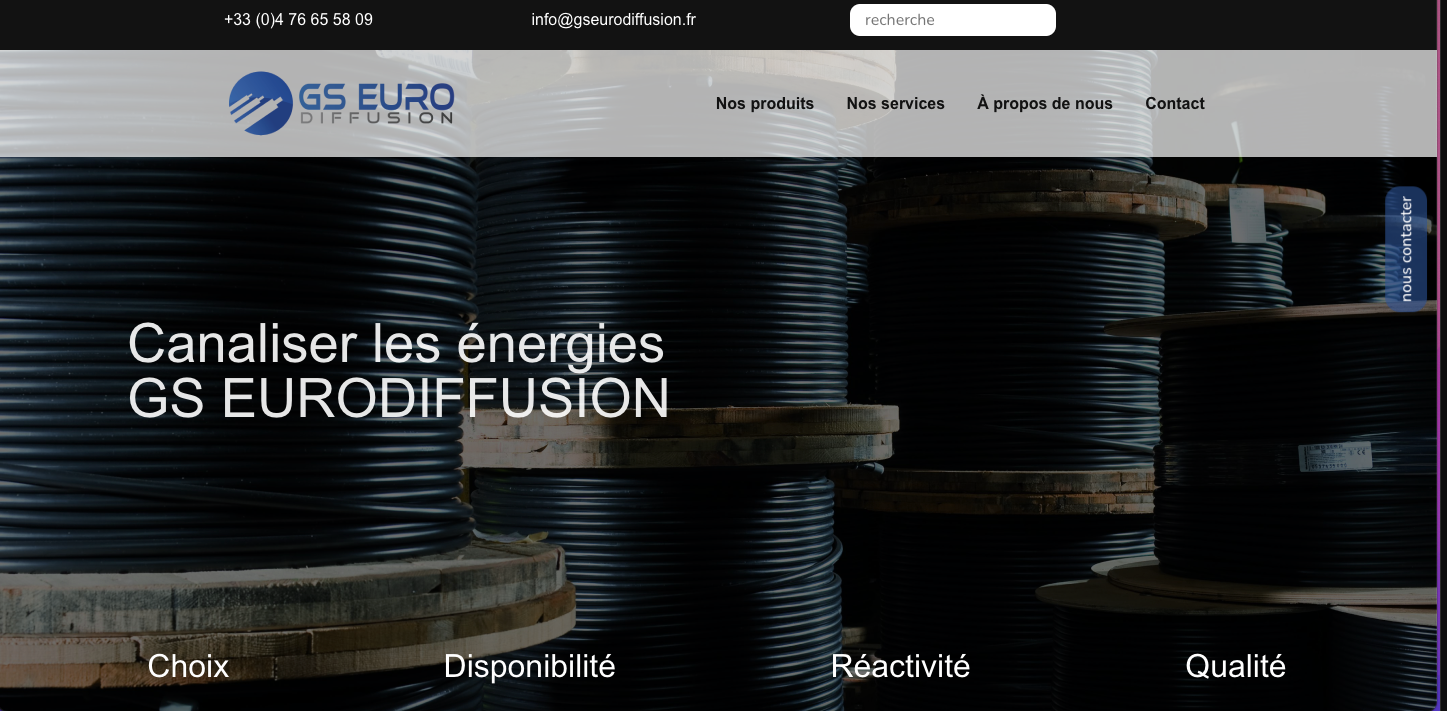 +33 (0)4 76 65 58 09
info@gseurodiffusion.fr
recherche
GS EURO
DIFFUSION
Nos produits
Nos services
À propos de nous
Contact
nous contacter
Canaliser les énergies
GS EURODIFFUSION
Choix
Disponibilité
Réactivité
Qualité